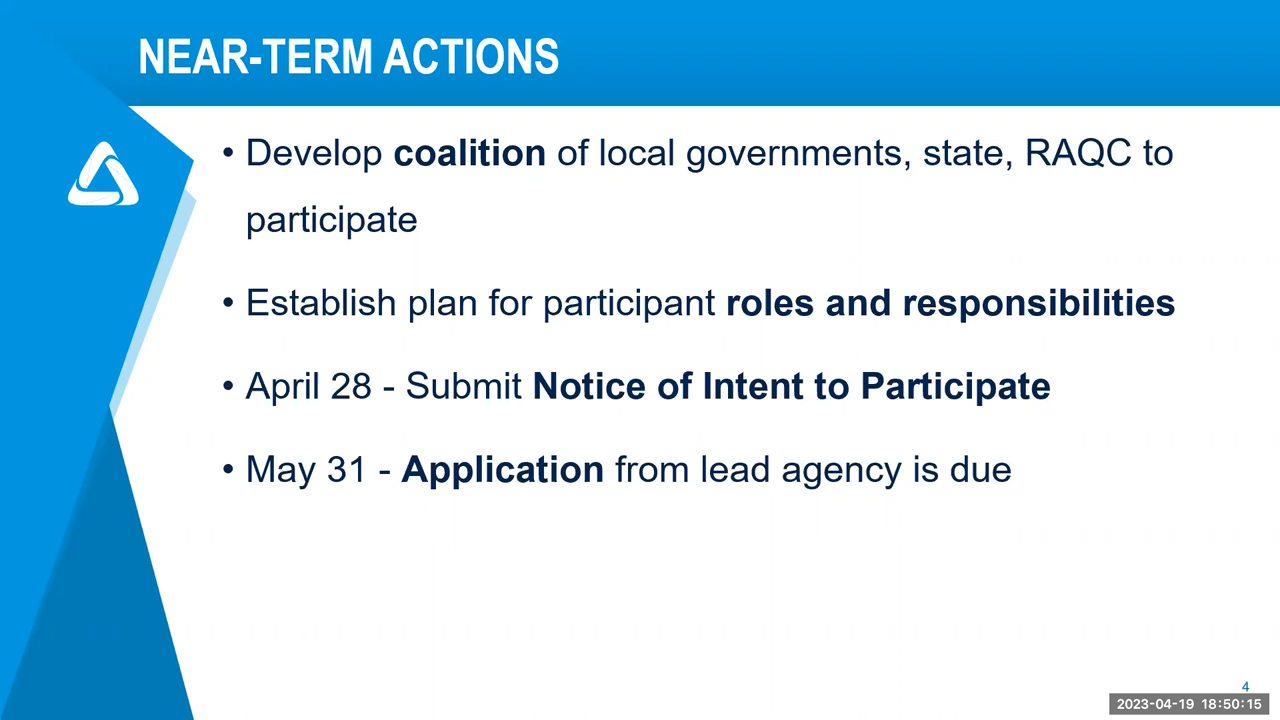 NEAR-TERM ACTIONS
• Develop coalition of local governments, state, RAQC to
participate
• Establish plan for participant roles and responsibilities
• April 28 - Submit Notice of Intent to Participate
• May 31 - Application from lead agency is due
4
2023-04-19 18:50:15